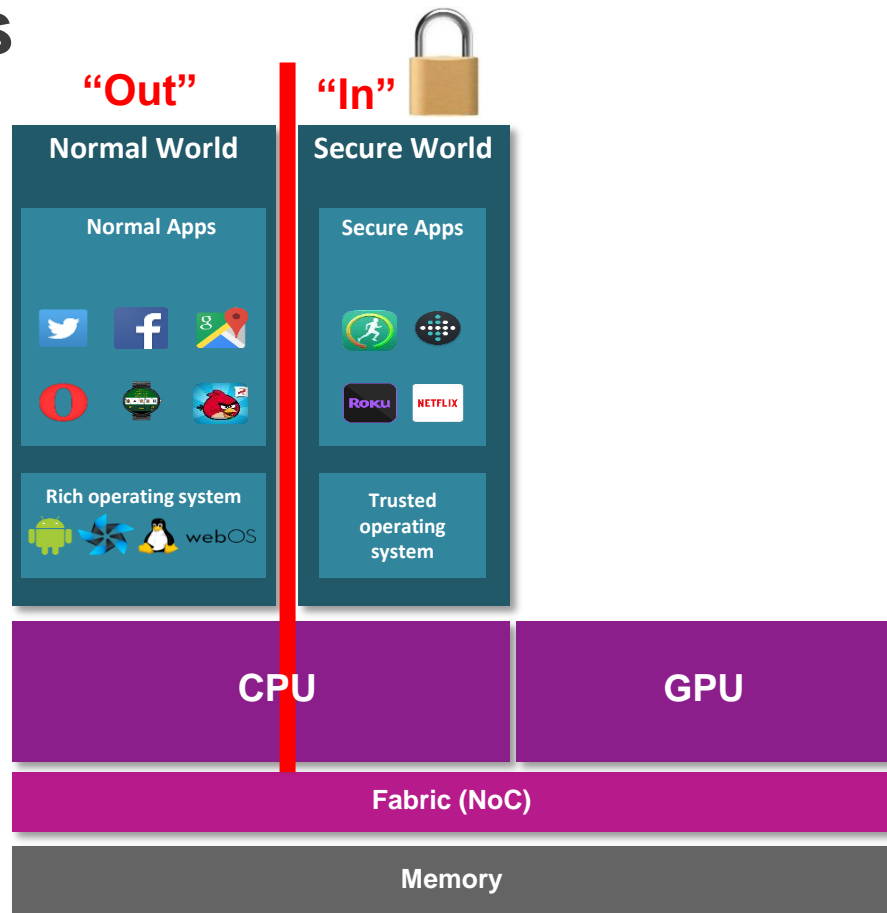 s
“Out”
“In”
Normal World
Secure World
Normal Apps
Secure Apps
g
f
O
ROKU
NETFLIX
Rich operating system
webOS
Trusted
operating
system
CPU
GPU
Fabric (NoC)
Memory